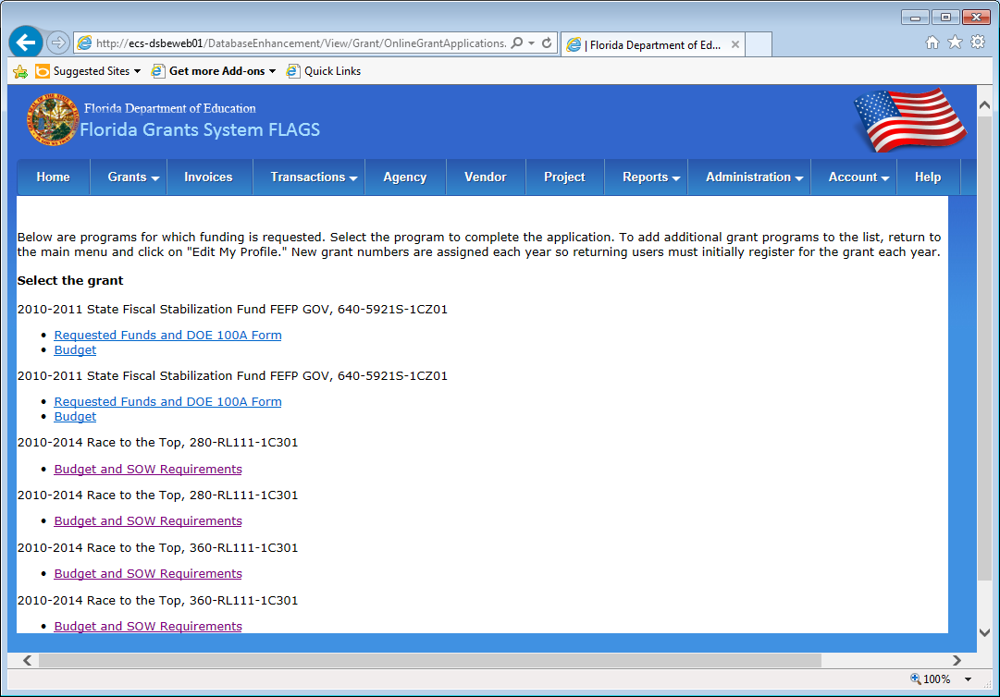 http://ecs-dsbeweb01/DatabaseEnhancement/View/Grant/OnlineGrantApplications.
| Florida Department of Ed...
Suggested Sites
Get more Add-ons
Quick Links
Florida Department of Education
Florida Grants System FLAGS
Home Grants Invoices Transactions Agency Vendor Project Reports Administration Account Help
Below are programs for which funding is requested. Select the program to complete the application. To add additional grant programs to the list, return to
the main menu and click on "Edit My Profile." New grant numbers are assigned each year so returning users must initially register for the grant each year.
Select the grant
2010-2011 State Fiscal Stabilization Fund FEFP GOV, 640-5921S-1CZ01
• Requested Funds and DOE 100A Form
• Budget
2010-2011 State Fiscal Stabilization Fund FEFP GOV, 640-5921S-1CZ01
• Requested Funds and DOE 100A Form
• Budget
2010-2014 Race to the Top, 280-RL111-1C301
• Budget and SOW Requirements
2010-2014 Race to the Top, 280-RL111-1C301
• Budget and SOW Requirements
2010-2014 Race to the Top, 360-RL111-1C301
• Budget and SOW Requirements
2010-2014 Race to the Top, 360-RL111-1C301
• Budget and SOW Requirements
100%